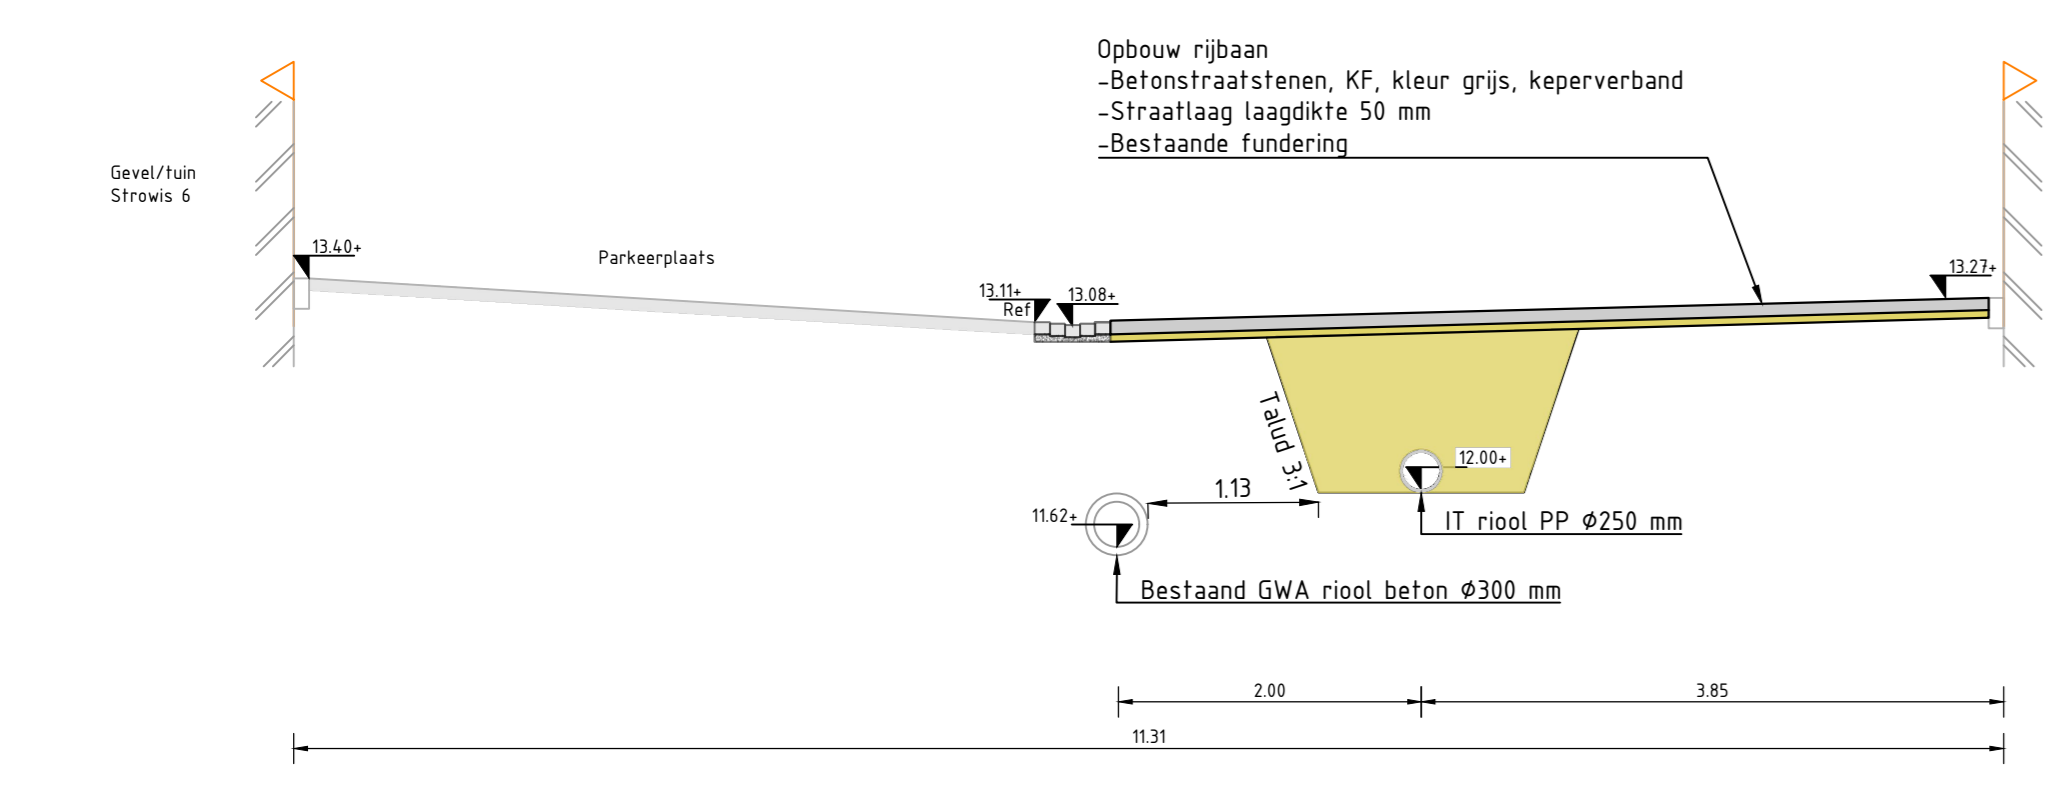 Opbouw rijbaan
-Betonstraatstenen, KF, kleur grijs, keperverband
-Straatlaag laagdikte 50 mm
-Bestaande fundering
Gevel/tuin
Strowis 6
13.40+
Parkeerplaats
13.11+
Ref
13.08+
13.27+
Talud 3:1
12.00+
1.13
11.62+
IT riool PP Ø250 mm
Bestaand GWA riool beton Ø300 mm
2.00
3.85
11.31